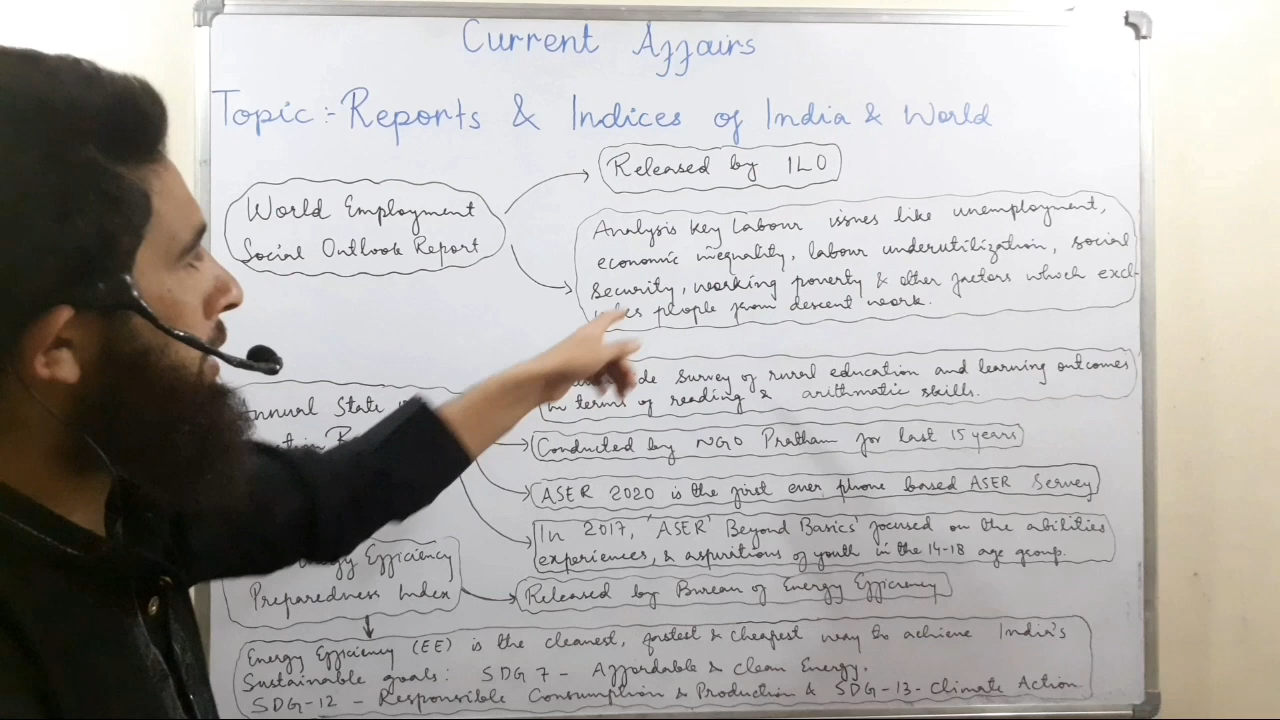 Current Affairs
Topic :- Reports & Indices of India & World
World Employment
Social Outlook Report
Released by ILO
Analysis key labour issues like unemployment,
economic inequality, labour underutilization, social
security, working poverty & other factors which excl-
udes people from descent work.
Annual State
Survey of rural education and learning outcomes
in terms of reading & arithmatic skills.
Conducted by NGO Pratham for last 15 years
ASER 2020 is the first ever phone based ASER Survey
In 2017, 'ASER' Beyond Basics' focused on the abilities
experiences, & aspiritions of youth in the 14-18 age group.
Energy Efficiency
Preparedness Index
Released by Bureau of Energy Efficiency
Energy Efficiency (EE) is the cleanest, fastest & cheapest way to achieve India's
Sustainable goals: SDG 7 - Affordable & Clean Energy.
SDG-12 - Responsible Consumption & Production & SDG-13-Climate Action